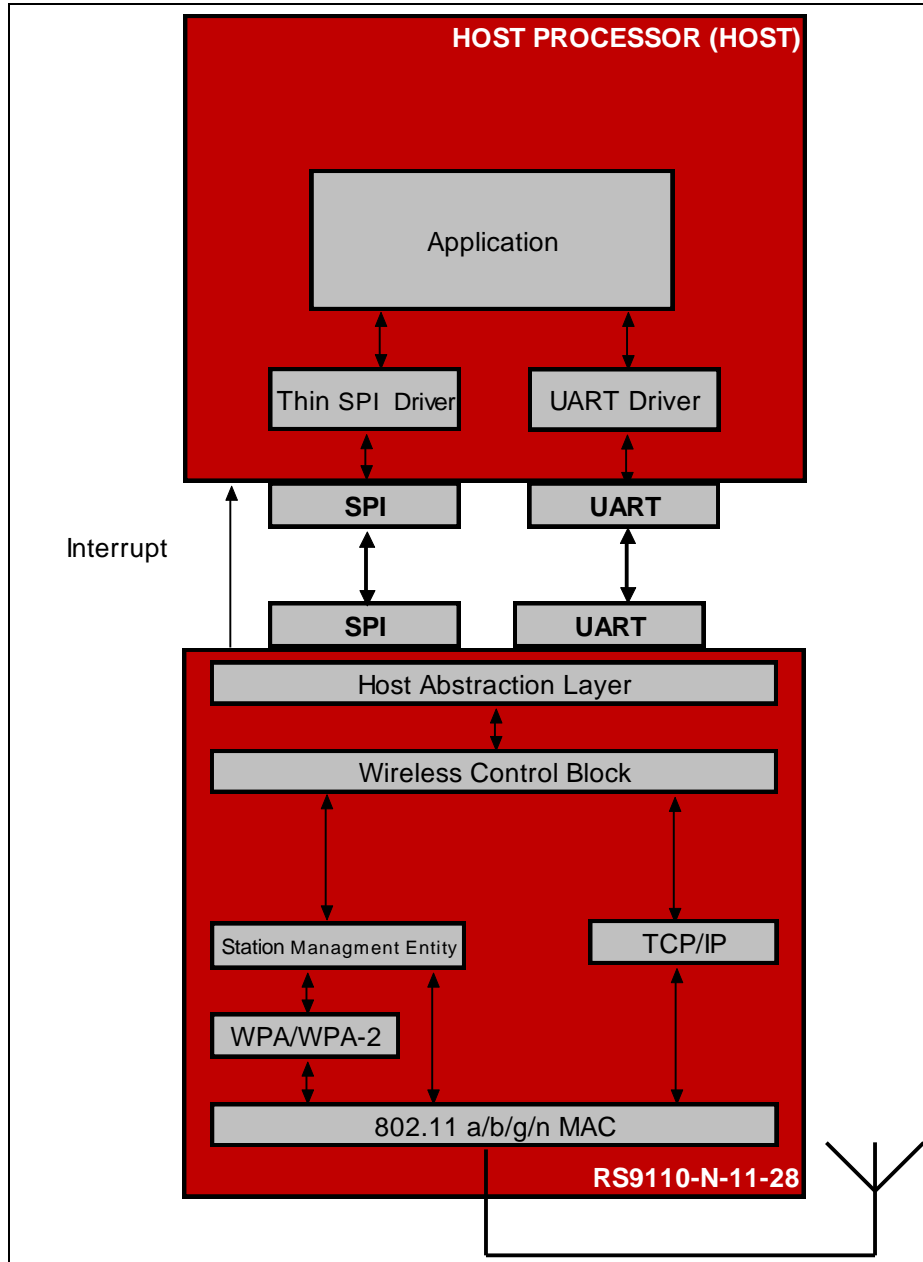 HOST PROCESSOR (HOST)
Application
Thin SPI Driver
UART Driver
SPI
UART
Interrupt
SPI
UART
Host Abstraction Layer
Wireless Control Block
Station Managment Entity
TCP/IP
WPA/WPA-2
802.11 a/b/g/n MAC
RS9110-N-11-28